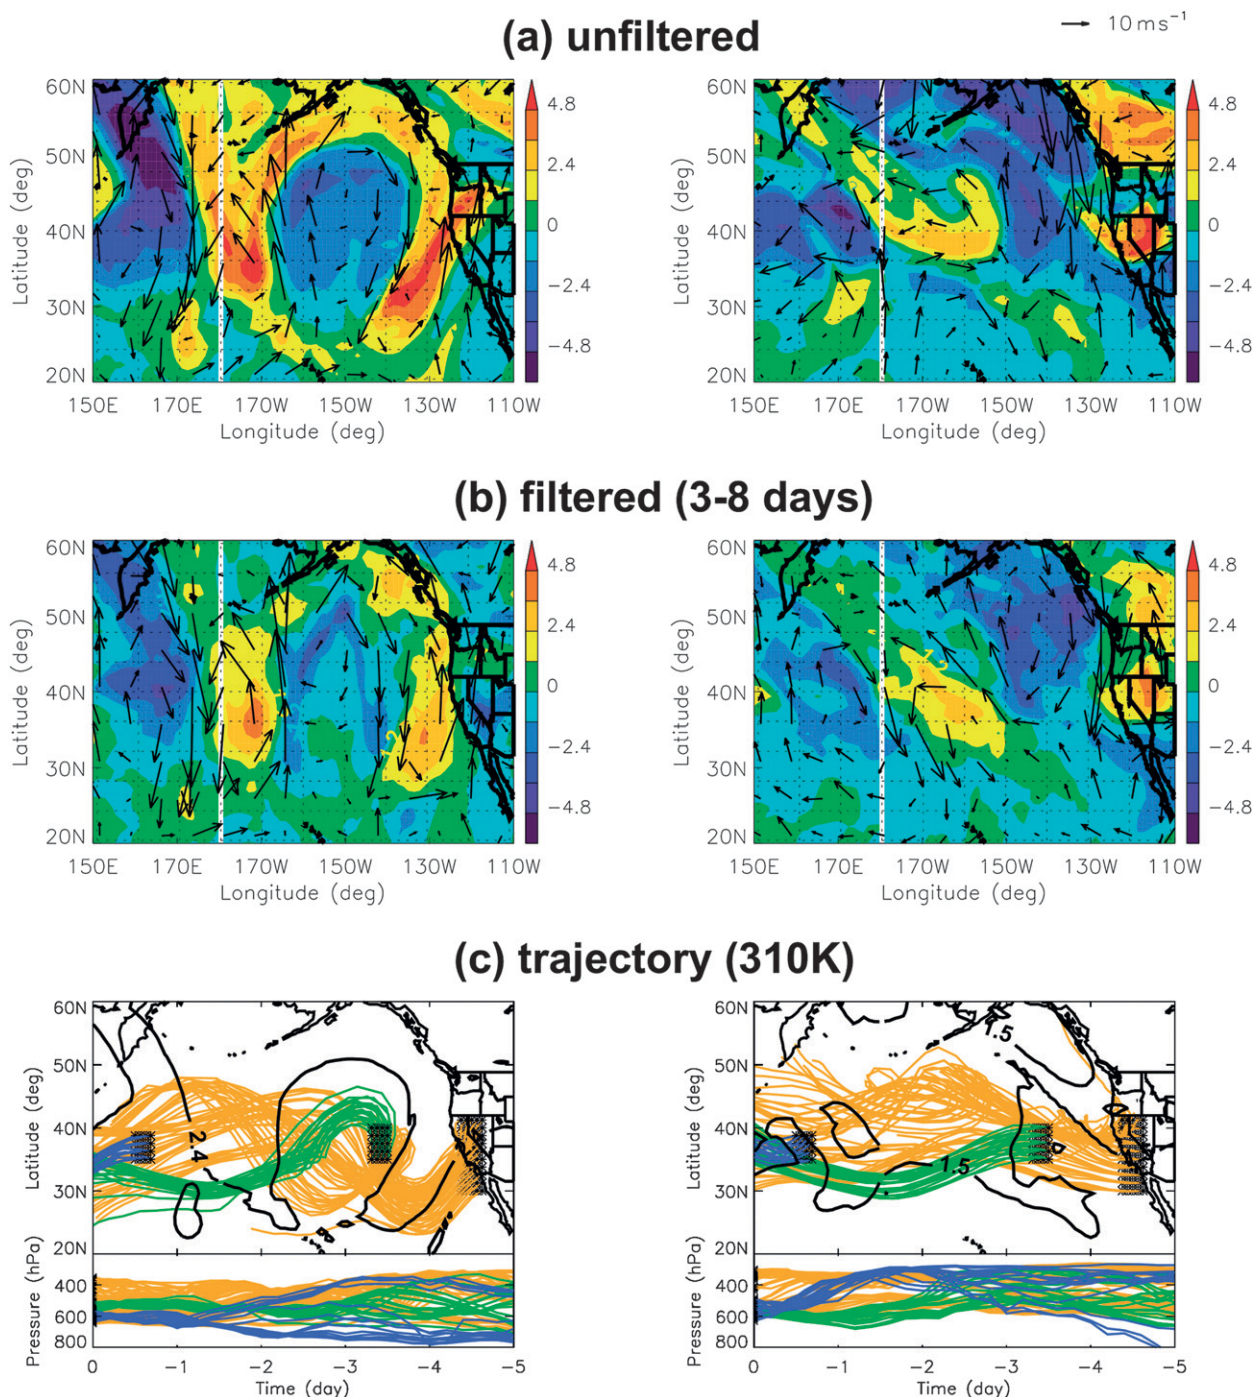 (a) unfiltered
10 ms⁻¹
60N
50N
40N
30N
20N
Latitude (deg)
150E 170E 170W 150W 130W 110W
Longitude (deg)
4.8
2.4
0
−2.4
−4.8
60N
50N
40N
30N
20N
Latitude (deg)
150E 170E 170W 150W 130W 110W
Longitude (deg)
4.8
2.4
0
−2.4
−4.8
(b) filtered (3-8 days)
60N
50N
40N
30N
20N
Latitude (deg)
1.2
150E 170E 170W 150W 130W 110W
Longitude (deg)
4.8
2.4
0
−2.4
−4.8
60N
50N
40N
30N
20N
Latitude (deg)
1.2
150E 170E 170W 150W 130W 110W
Longitude (deg)
4.8
2.4
0
−2.4
−4.8
(c) trajectory (310K)
60N
50N
40N
30N
20N
Latitude (deg)
2.4
400
600
800
Pressure (hPa)
0 −1 −2 −3 −4 −5
Time (day)
60N
50N
40N
30N
20N
Latitude (deg)
1.5
1.5
400
600
800
Pressure (hPa)
0 −1 −2 −3 −4 −5
Time (day)